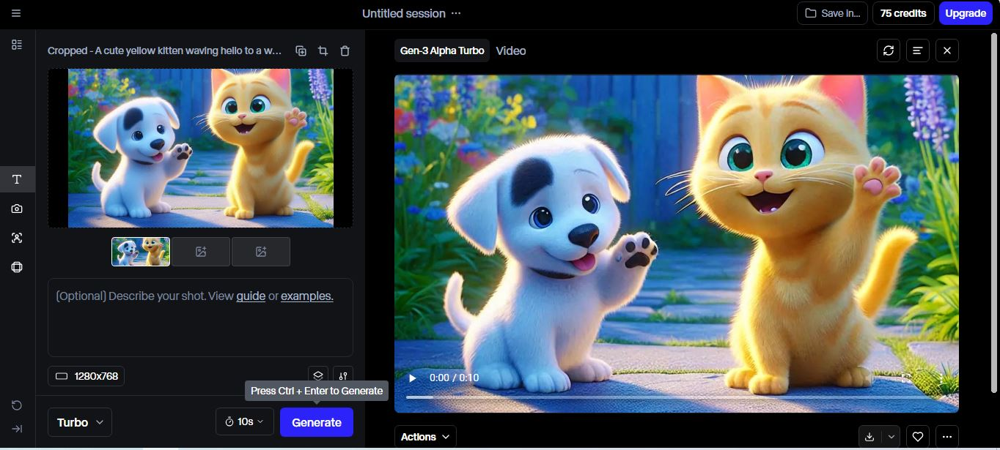 Untitled session ...
Save in...
75 credits
Upgrade
Cropped - A cute yellow kitten waving hello to a w...
Gen-3 Alpha Turbo
Video
(Optional) Describe your shot. View guide or examples.
1280x768
Press Ctrl + Enter to Generate
Turbo
10s
Generate
0:00 / 0:10
Actions